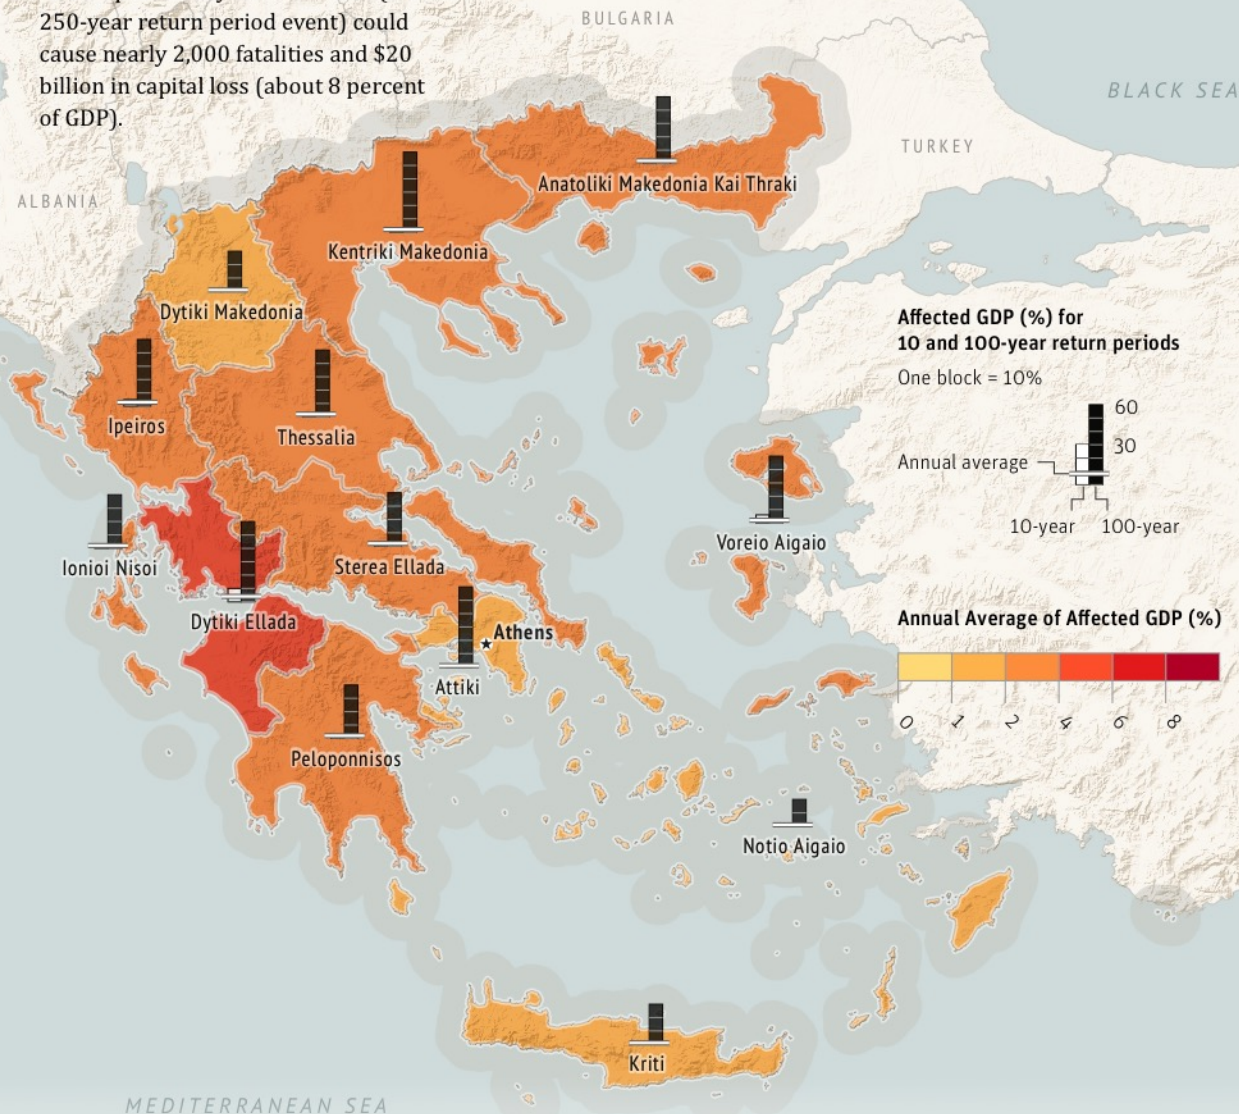 250-year return period event) could
cause nearly 2,000 fatalities and $20
billion in capital loss (about 8 percent
of GDP).
BULGARIA
BLACK SEA
TURKEY
ALBANIA
Anatoliki Makedonia Kai Thraki
Kentriki Makedonia
Dytiki Makedonia
Ipeiros
Thessalia
Ionioi Nisoi
Sterea Ellada
Voreio Aigaio
Dytiki Ellada
Athens
Attiki
Peloponnisos
Notio Aigaio
Kriti
MEDITERRANEAN SEA
Affected GDP (%) for
10 and 100-year return periods
One block = 10%
60
30
Annual average
10-year 100-year
Annual Average of Affected GDP (%)
0 1 2 4 6 8